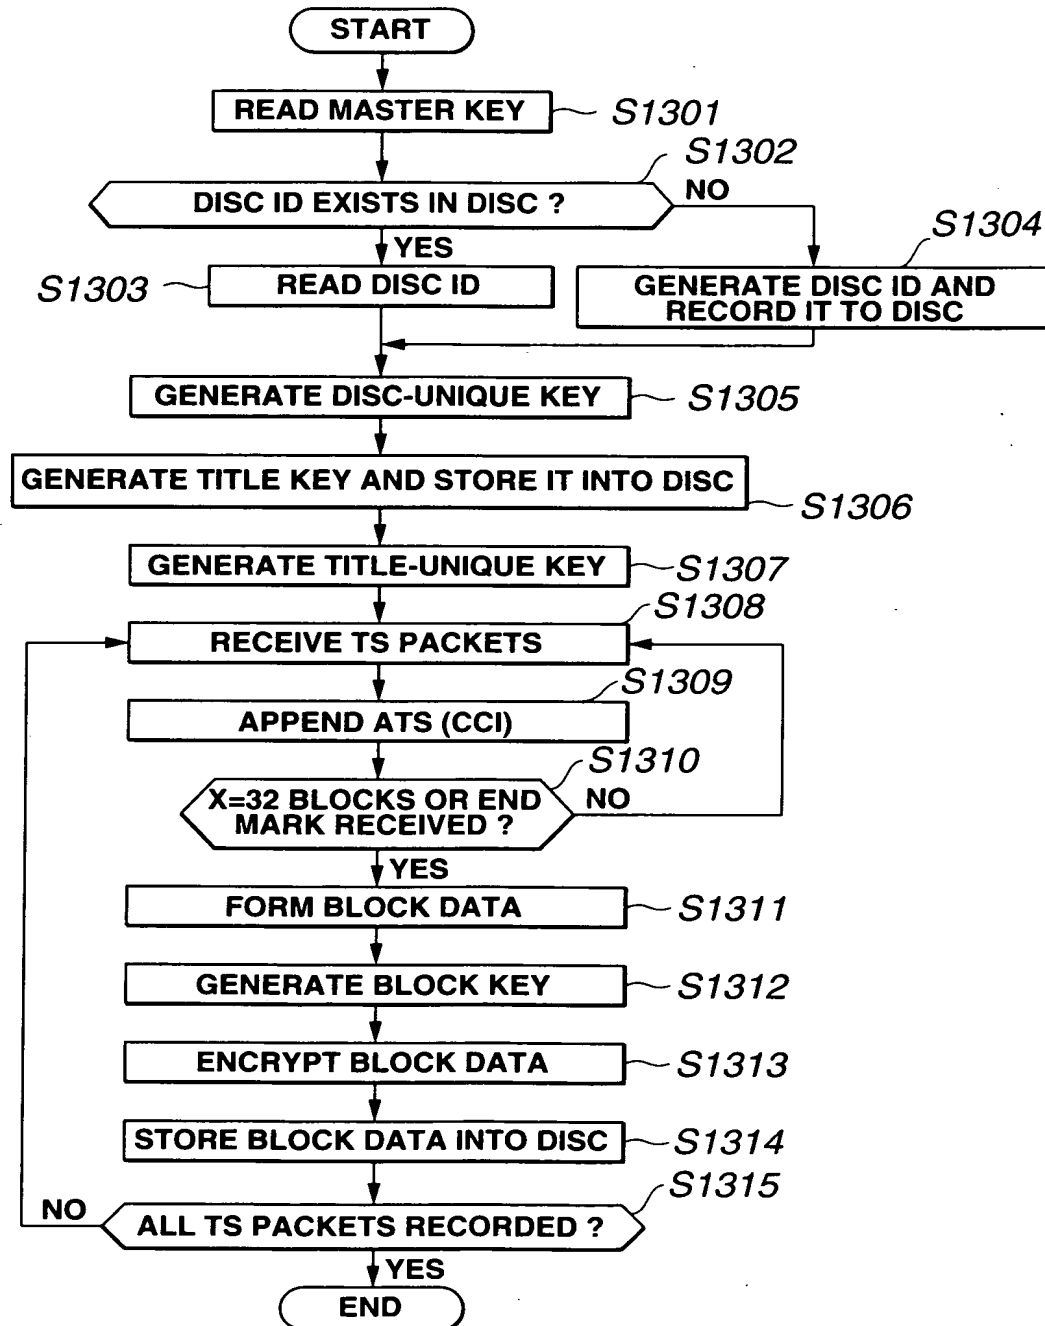 START
READ MASTER KEY
S1301
S1302
DISC ID EXISTS IN DISC ?
NO
YES
S1304
S1303
READ DISC ID
GENERATE DISC ID AND
RECORD IT TO DISC
GENERATE DISC-UNIQUE KEY
S1305
GENERATE TITLE KEY AND STORE IT INTO DISC
S1306
GENERATE TITLE-UNIQUE KEY
S1307
S1308
RECEIVE TS PACKETS
S1309
APPEND ATS (CCI)
S1310
X=32 BLOCKS OR END
MARK RECEIVED ?
NO
YES
FORM BLOCK DATA
S1311
GENERATE BLOCK KEY
S1312
ENCRYPT BLOCK DATA
S1313
STORE BLOCK DATA INTO DISC
S1314
S1315
NO
ALL TS PACKETS RECORDED ?
YES
END